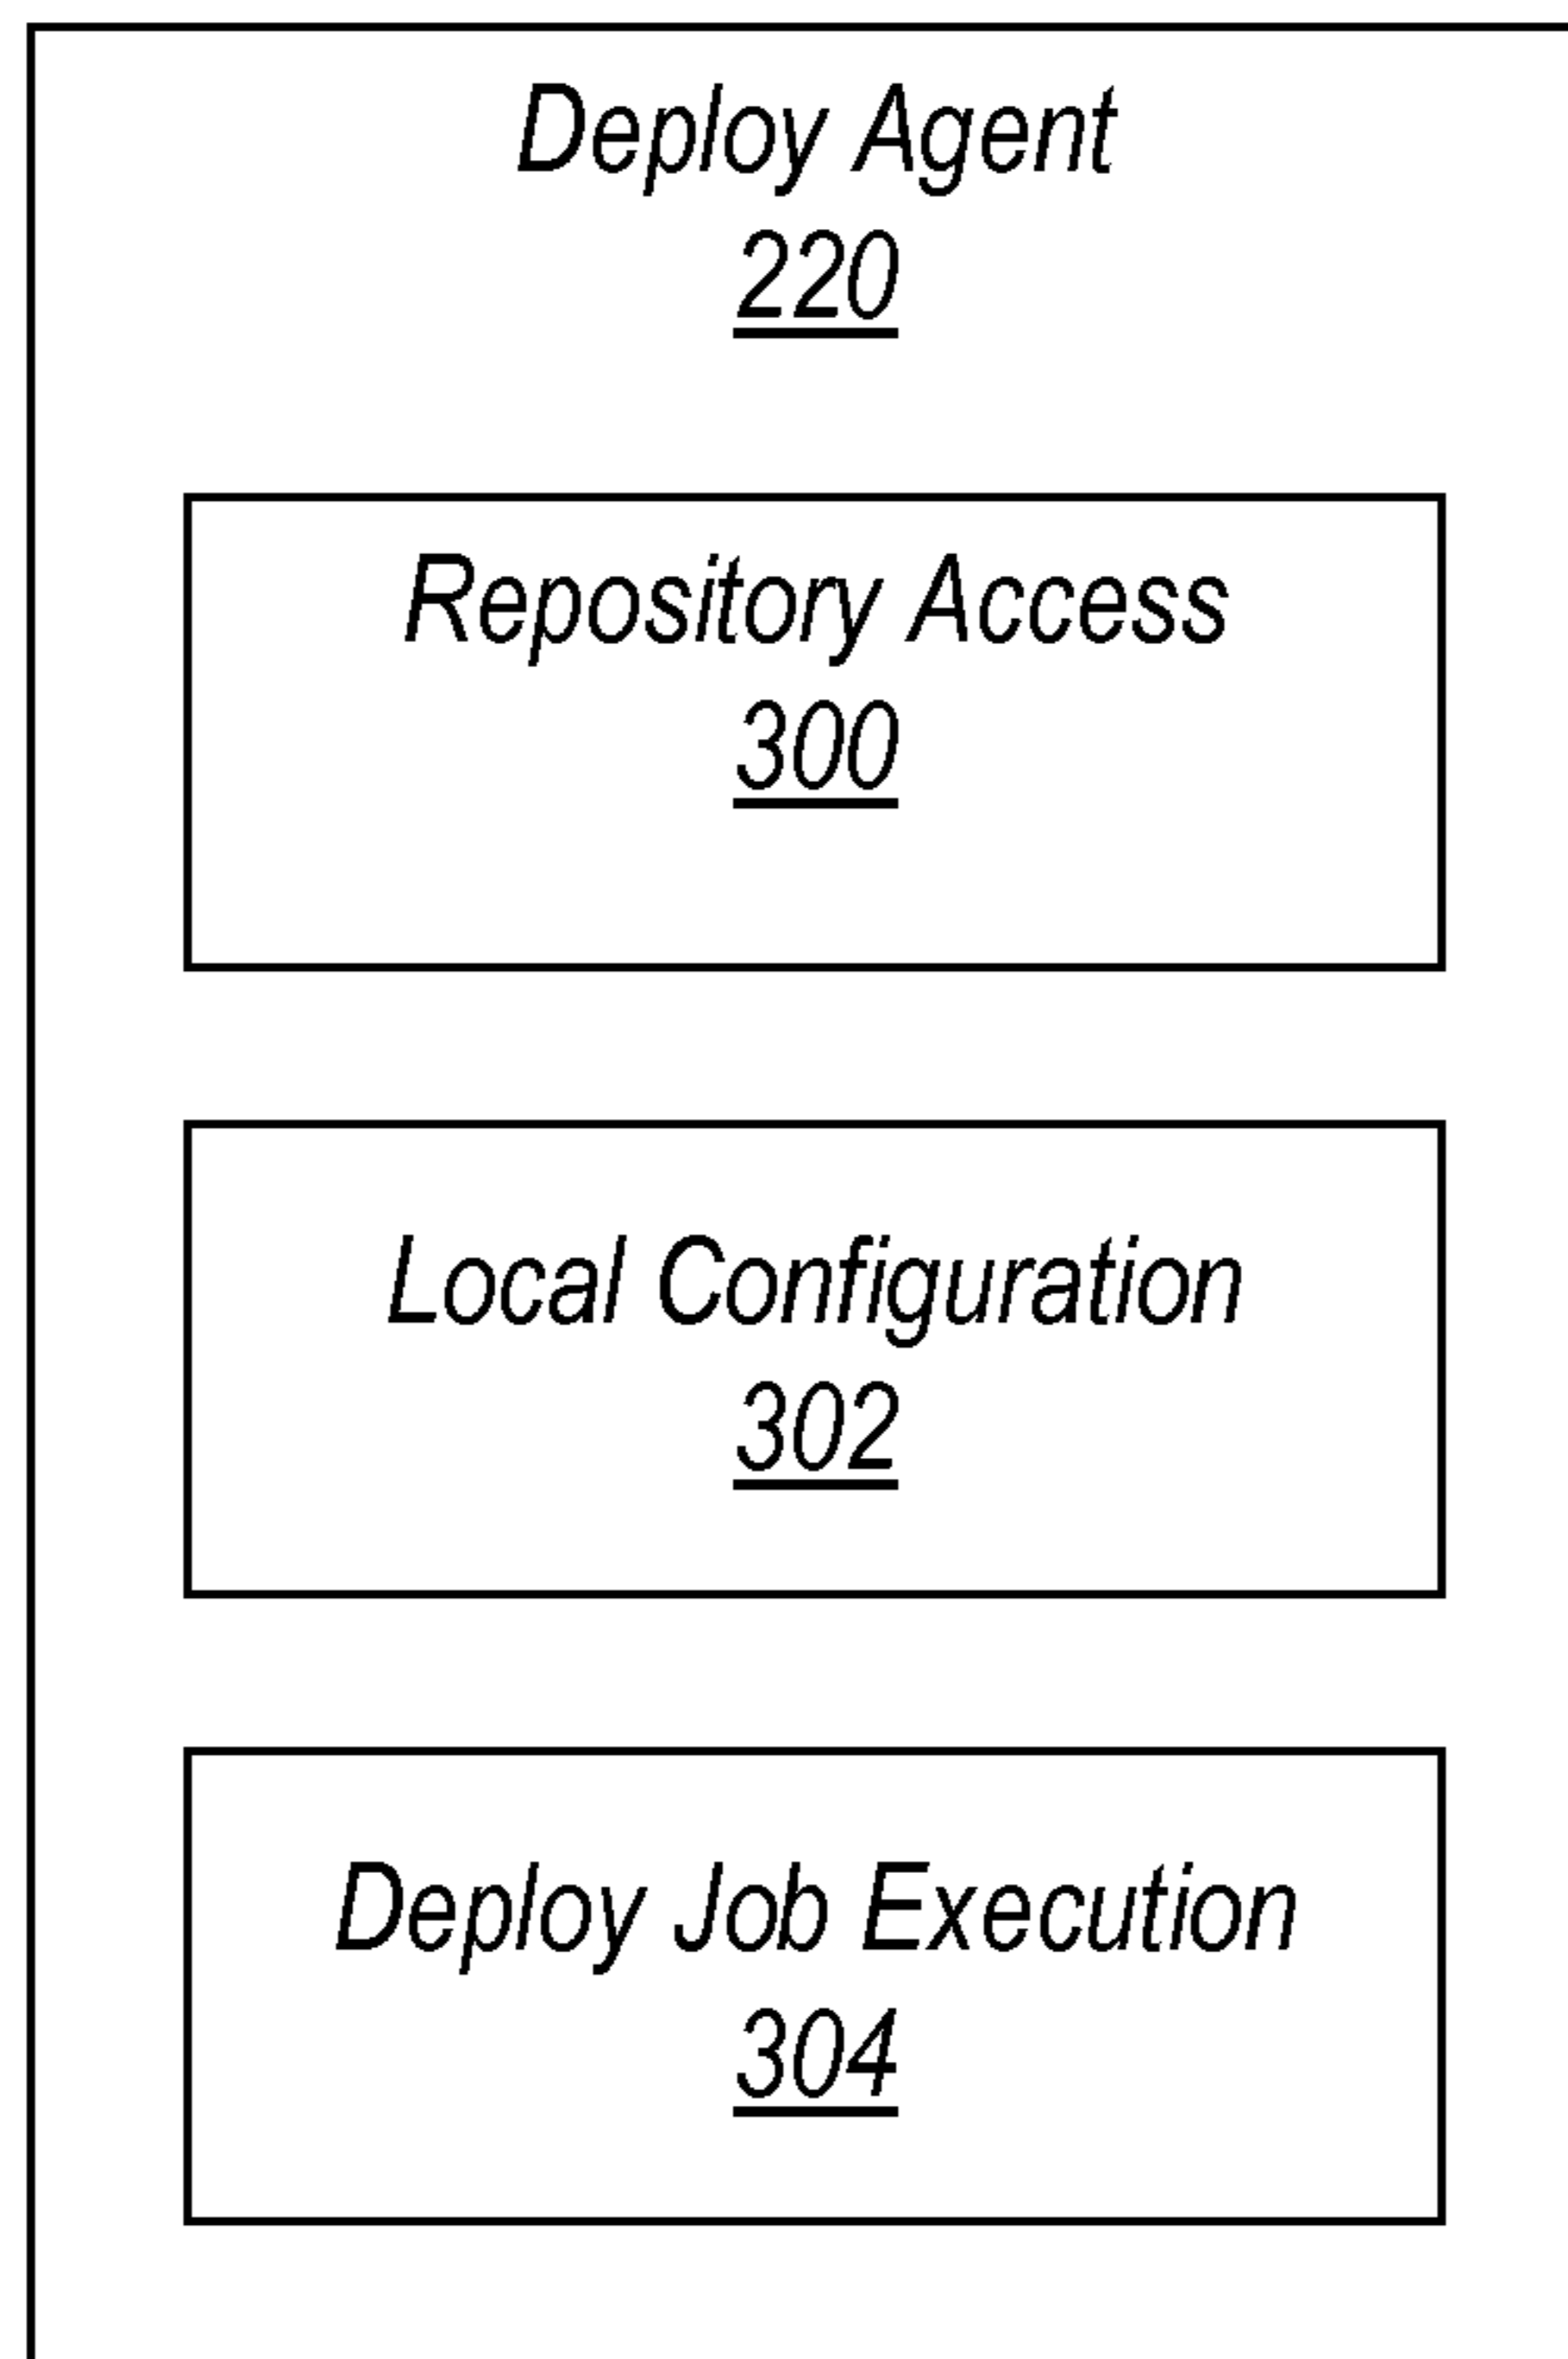 Deploy Agent
220
Repository Access
300
Local Configuration
302
Deploy Job Execution
304